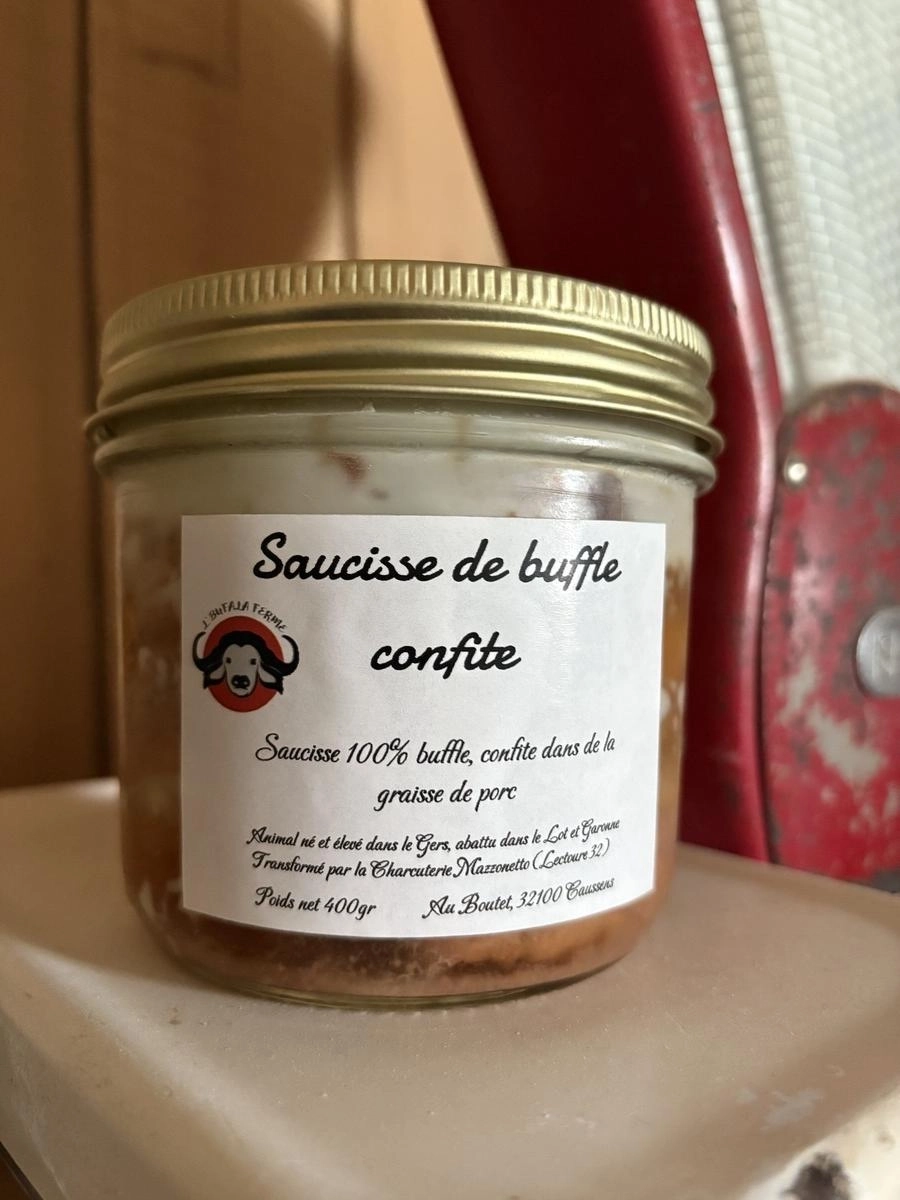 Saucisse de buffle
confite
L'BUFALA FERME
Saucisse 100% buffle, confite dans de la
graisse de porc
Animal né et élevé dans le Gers, abattu dans le Lot et Garonne
Transformé par la Charcuterie Mazzonetto (Lectoure 32)
Poids net 400gr Au Boutet, 32100 Caussens